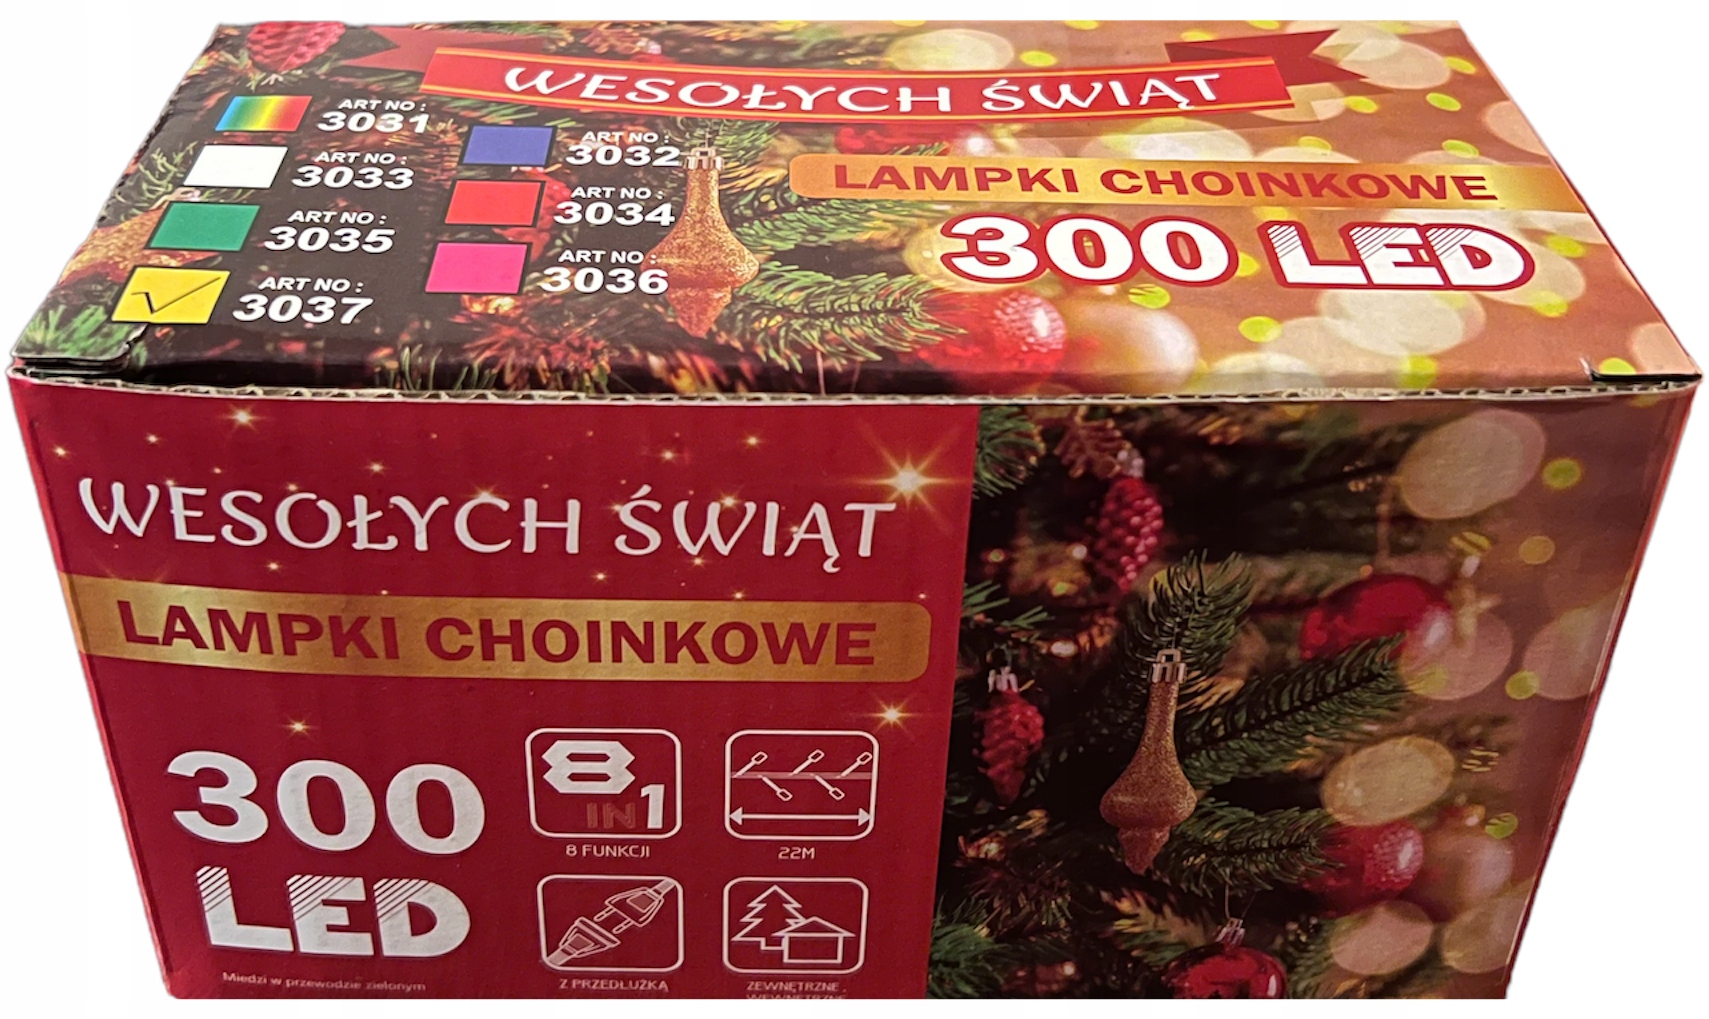 WESOŁYCH ŚWIĄT
ART NO :
3031
ART NO :
3032
ART NO :
3033
ART NO :
3034
ART NO :
3035
ART NO :
3036
ART NO :
3037
LAMPKI CHOINKOWE
300 LED
WESOŁYCH ŚWIĄT
LAMPKI CHOINKOWE
300
LED
8
IN 1
8 FUNKCJI
22M
Z PRZEDŁUŻKĄ
ZEWNĘTRZNE .
WEWNĘTRZNE
Miedzi w przewodzie zielonym